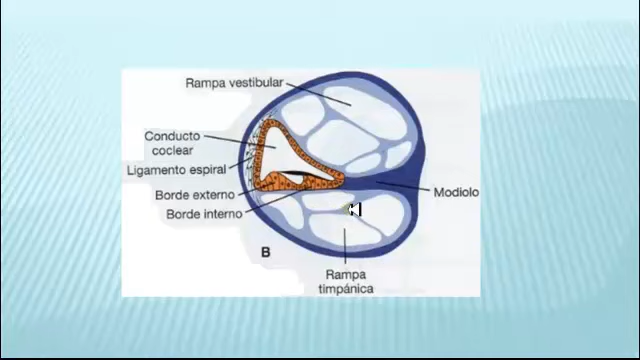 Rampa vestibular
Conducto
coclear
Ligamento espiral
Borde externo
Borde interno
Modiolo
B
Rampa
timpánica